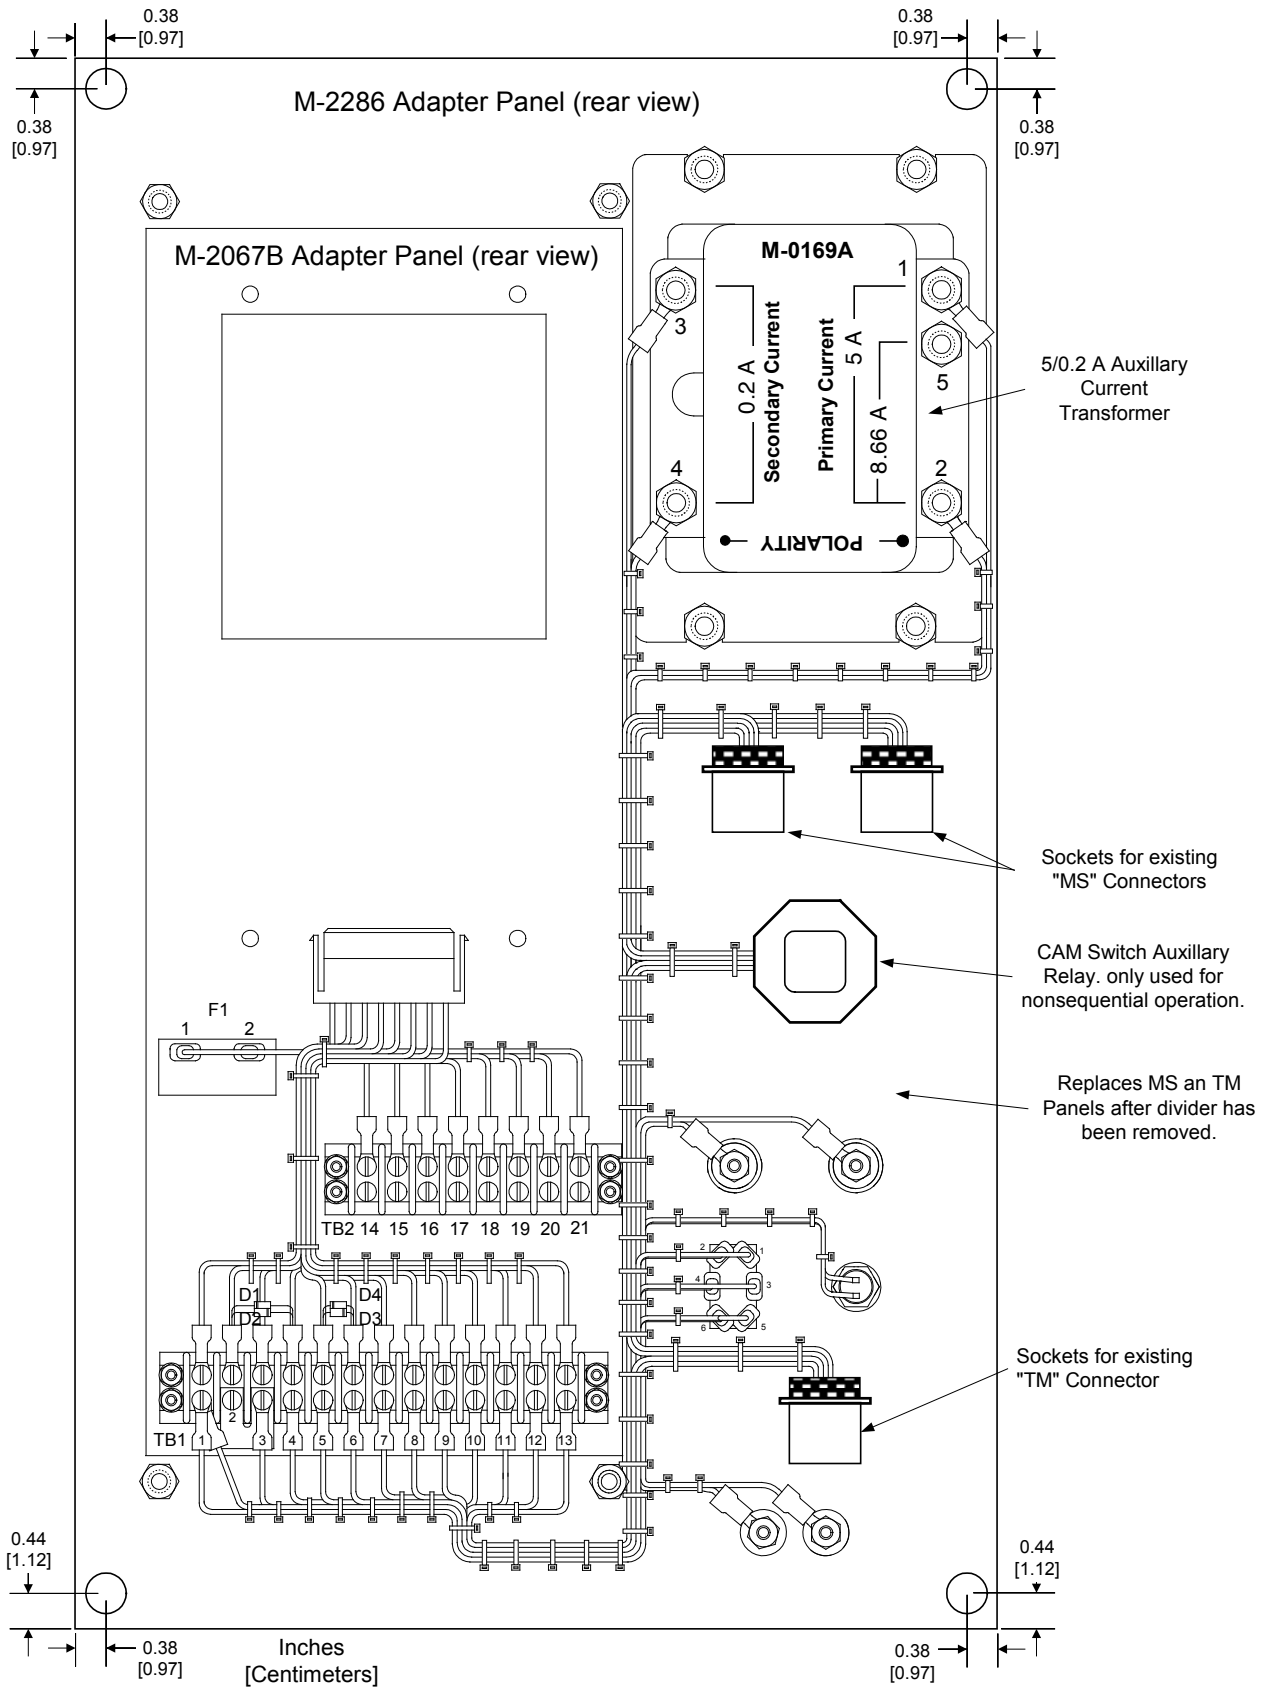 0.38
[0.97]
0.38
[0.97]
0.38
[0.97]
0.38
[0.97]
M-2286 Adapter Panel (rear view)
M-2067B Adapter Panel (rear view)
M-0169A
1
3
5
4
2
0.2 A
Secondary Current
Primary Current
5 A
8.66 A
POLARITY
5/0.2 A Auxillary
Current
Transformer
Sockets for existing
"MS" Connectors
CAM Switch Auxillary
Relay. only used for
nonsequential operation.
Replaces MS an TM
Panels after divider has
been removed.
F1
1 2
TB2 14 15 16 17 18 19 20 21
2 1
4 3
6 5
D1 D4
D2 D3
Sockets for existing
"TM" Connector
2
TB1 1 3 4 5 6 7 8 9 10 11 12 13
0.44
[1.12]
0.44
[1.12]
0.38
[0.97]
Inches
[Centimeters]
0.38
[0.97]